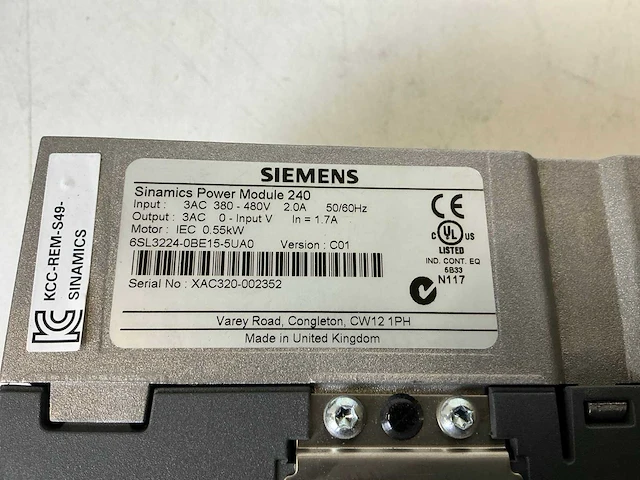 KCC-REM-S49-
SINAMICS
SIEMENS
Sinamics Power Module 240
Input : 3AC 380 - 480V 2.0A 50/60Hz
Output : 3AC 0 - Input V In = 1.7A
Motor : IEC 0.55kW
6SL3224-0BE15-5UA0 Version : C01
Serial No : XAC320-002352
CE
c UL us
LISTED
IND. CONT. EQ
5B33
N117
Varey Road, Congleton, CW12 1PH
Made in United Kingdom